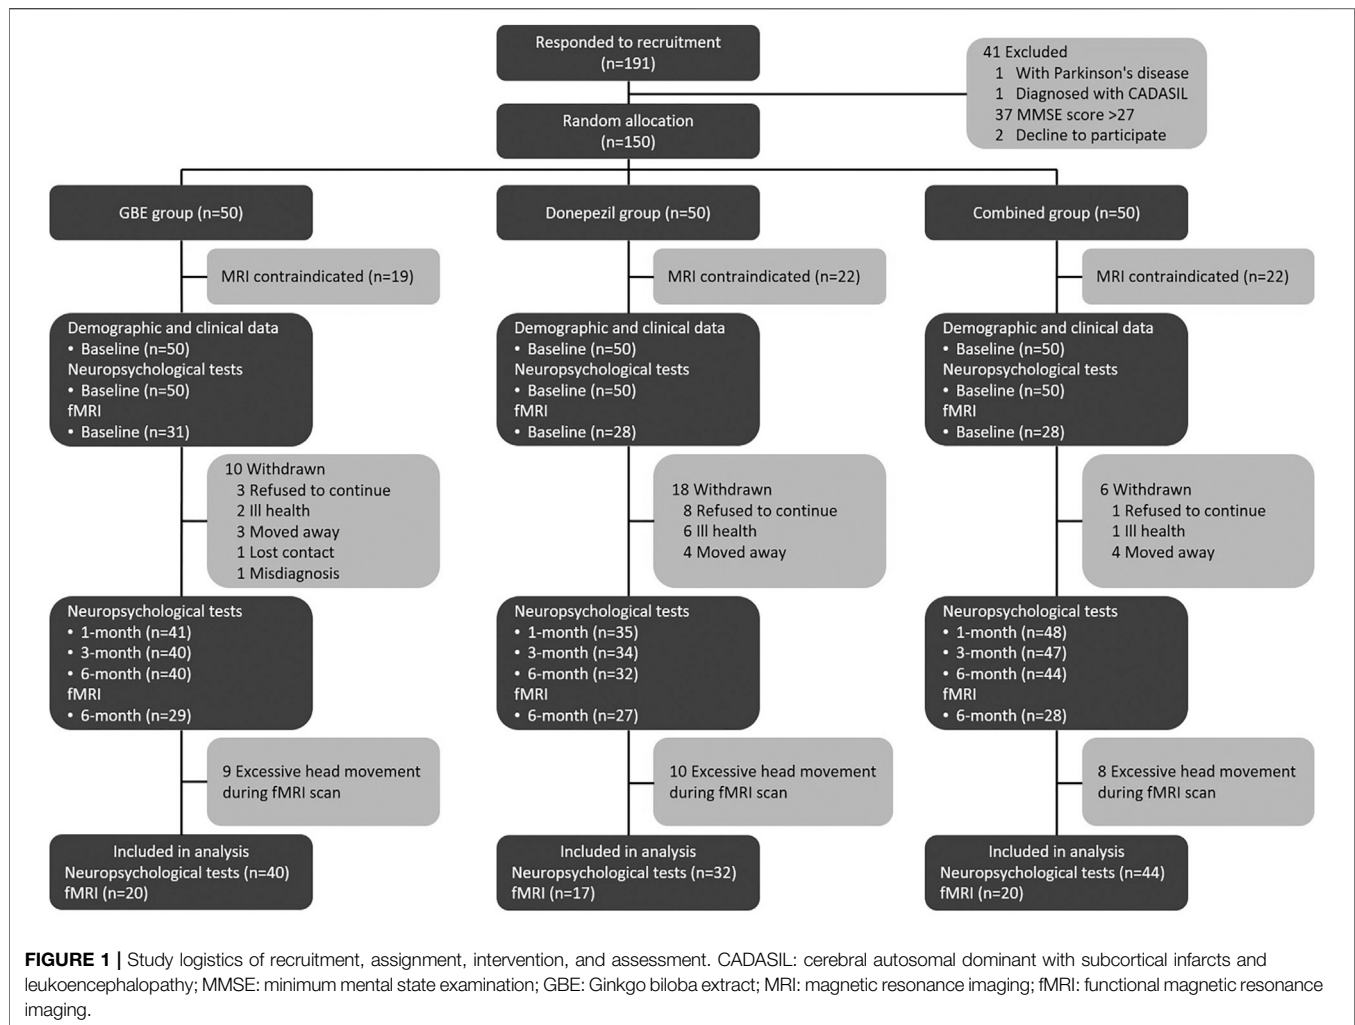 Responded to recruitment
(n=191)
41 Excluded
1 With Parkinson's disease
1 Diagnosed with CADASIL
37 MMSE score >27
2 Decline to participate
Random allocation
(n=150)
GBE group (n=50)
Donepezil group (n=50)
Combined group (n=50)
MRI contraindicated (n=19)
MRI contraindicated (n=22)
MRI contraindicated (n=22)
Demographic and clinical data
• Baseline (n=50)
Neuropsychological tests
• Baseline (n=50)
fMRI
• Baseline (n=31)
Demographic and clinical data
• Baseline (n=50)
Neuropsychological tests
• Baseline (n=50)
fMRI
• Baseline (n=28)
Demographic and clinical data
• Baseline (n=50)
Neuropsychological tests
• Baseline (n=50)
fMRI
• Baseline (n=28)
10 Withdrawn
3 Refused to continue
2 Ill health
3 Moved away
1 Lost contact
1 Misdiagnosis
18 Withdrawn
8 Refused to continue
6 Ill health
4 Moved away
6 Withdrawn
1 Refused to continue
1 Ill health
4 Moved away
Neuropsychological tests
• 1-month (n=41)
• 3-month (n=40)
• 6-month (n=40)
fMRI
• 6-month (n=29)
Neuropsychological tests
• 1-month (n=35)
• 3-month (n=34)
• 6-month (n=32)
fMRI
• 6-month (n=27)
Neuropsychological tests
• 1-month (n=48)
• 3-month (n=47)
• 6-month (n=44)
fMRI
• 6-month (n=28)
9 Excessive head movement
during fMRI scan
10 Excessive head movement
during fMRI scan
8 Excessive head movement
during fMRI scan
Included in analysis
Neuropsychological tests (n=40)
fMRI (n=20)
Included in analysis
Neuropsychological tests (n=32)
fMRI (n=17)
Included in analysis
Neuropsychological tests (n=44)
fMRI (n=20)
FIGURE 1 | Study logistics of recruitment, assignment, intervention, and assessment. CADASIL: cerebral autosomal dominant with subcortical infarcts and
leukoencephalopathy; MMSE: minimum mental state examination; GBE: Ginkgo biloba extract; MRI: magnetic resonance imaging; fMRI: functional magnetic resonance
imaging.